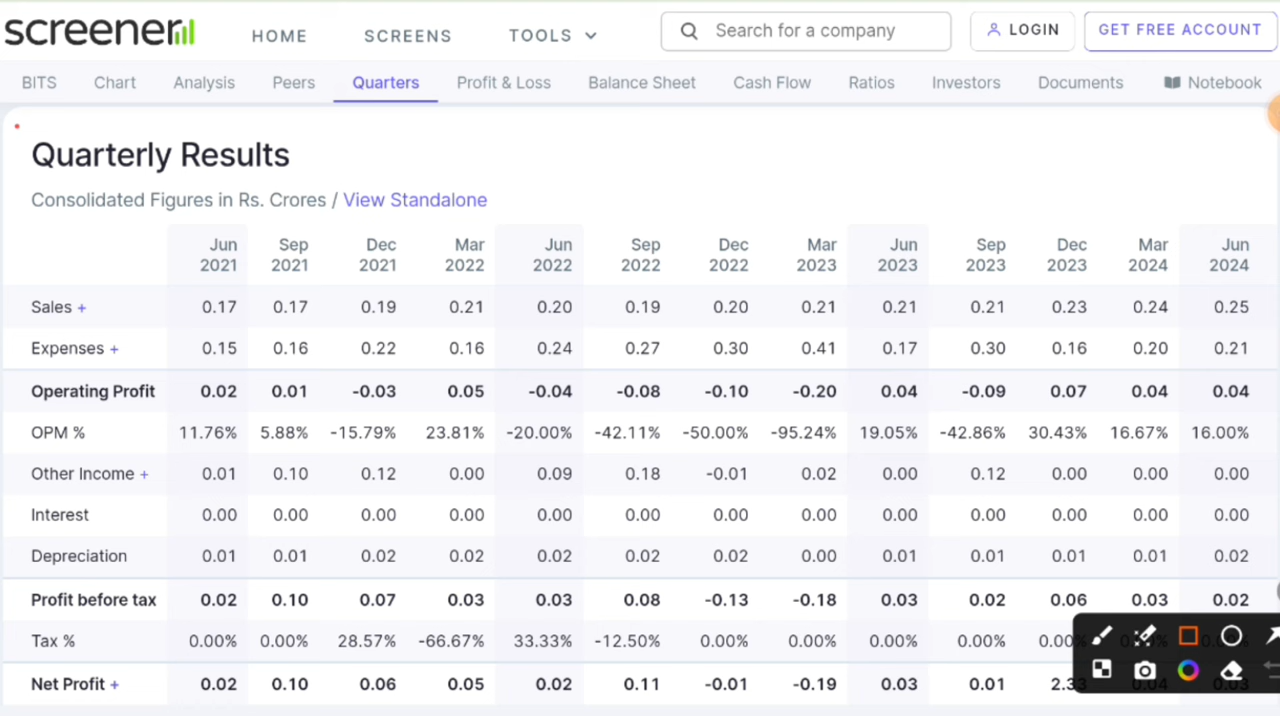 screener
HOME SCREENS TOOLS Search for a company LOGIN GET FREE ACCOUNT
BITS Chart Analysis Peers Quarters Profit & Loss Balance Sheet Cash Flow Ratios Investors Documents Notebook
Quarterly Results
Consolidated Figures in Rs. Crores / View Standalone
Jun 2021 Sep 2021 Dec 2021 Mar 2022 Jun 2022 Sep 2022 Dec 2022 Mar 2023 Jun 2023 Sep 2023 Dec 2023 Mar 2024 Jun 2024
Sales + 0.17 0.17 0.19 0.21 0.20 0.19 0.20 0.21 0.21 0.21 0.23 0.24 0.25
Expenses + 0.15 0.16 0.22 0.16 0.24 0.27 0.30 0.41 0.17 0.30 0.16 0.20 0.21
Operating Profit 0.02 0.01 -0.03 0.05 -0.04 -0.08 -0.10 -0.20 0.04 -0.09 0.07 0.04 0.04
OPM % 11.76% 5.88% -15.79% 23.81% -20.00% -42.11% -50.00% -95.24% 19.05% -42.86% 30.43% 16.67% 16.00%
Other Income + 0.01 0.10 0.12 0.00 0.09 0.18 -0.01 0.02 0.00 0.12 0.00 0.00 0.00
Interest 0.00 0.00 0.00 0.00 0.00 0.00 0.00 0.00 0.00 0.00 0.00 0.00 0.00
Depreciation 0.01 0.01 0.02 0.02 0.02 0.02 0.02 0.00 0.01 0.01 0.01 0.01 0.02
Profit before tax 0.02 0.10 0.07 0.03 0.03 0.08 -0.13 -0.18 0.03 0.02 0.06 0.03 0.02
Tax % 0.00% 0.00% 28.57% -66.67% 33.33% -12.50% 0.00% 0.00% 0.00% 0.00%
Net Profit + 0.02 0.10 0.06 0.05 0.02 0.11 -0.01 -0.19 0.03 0.01